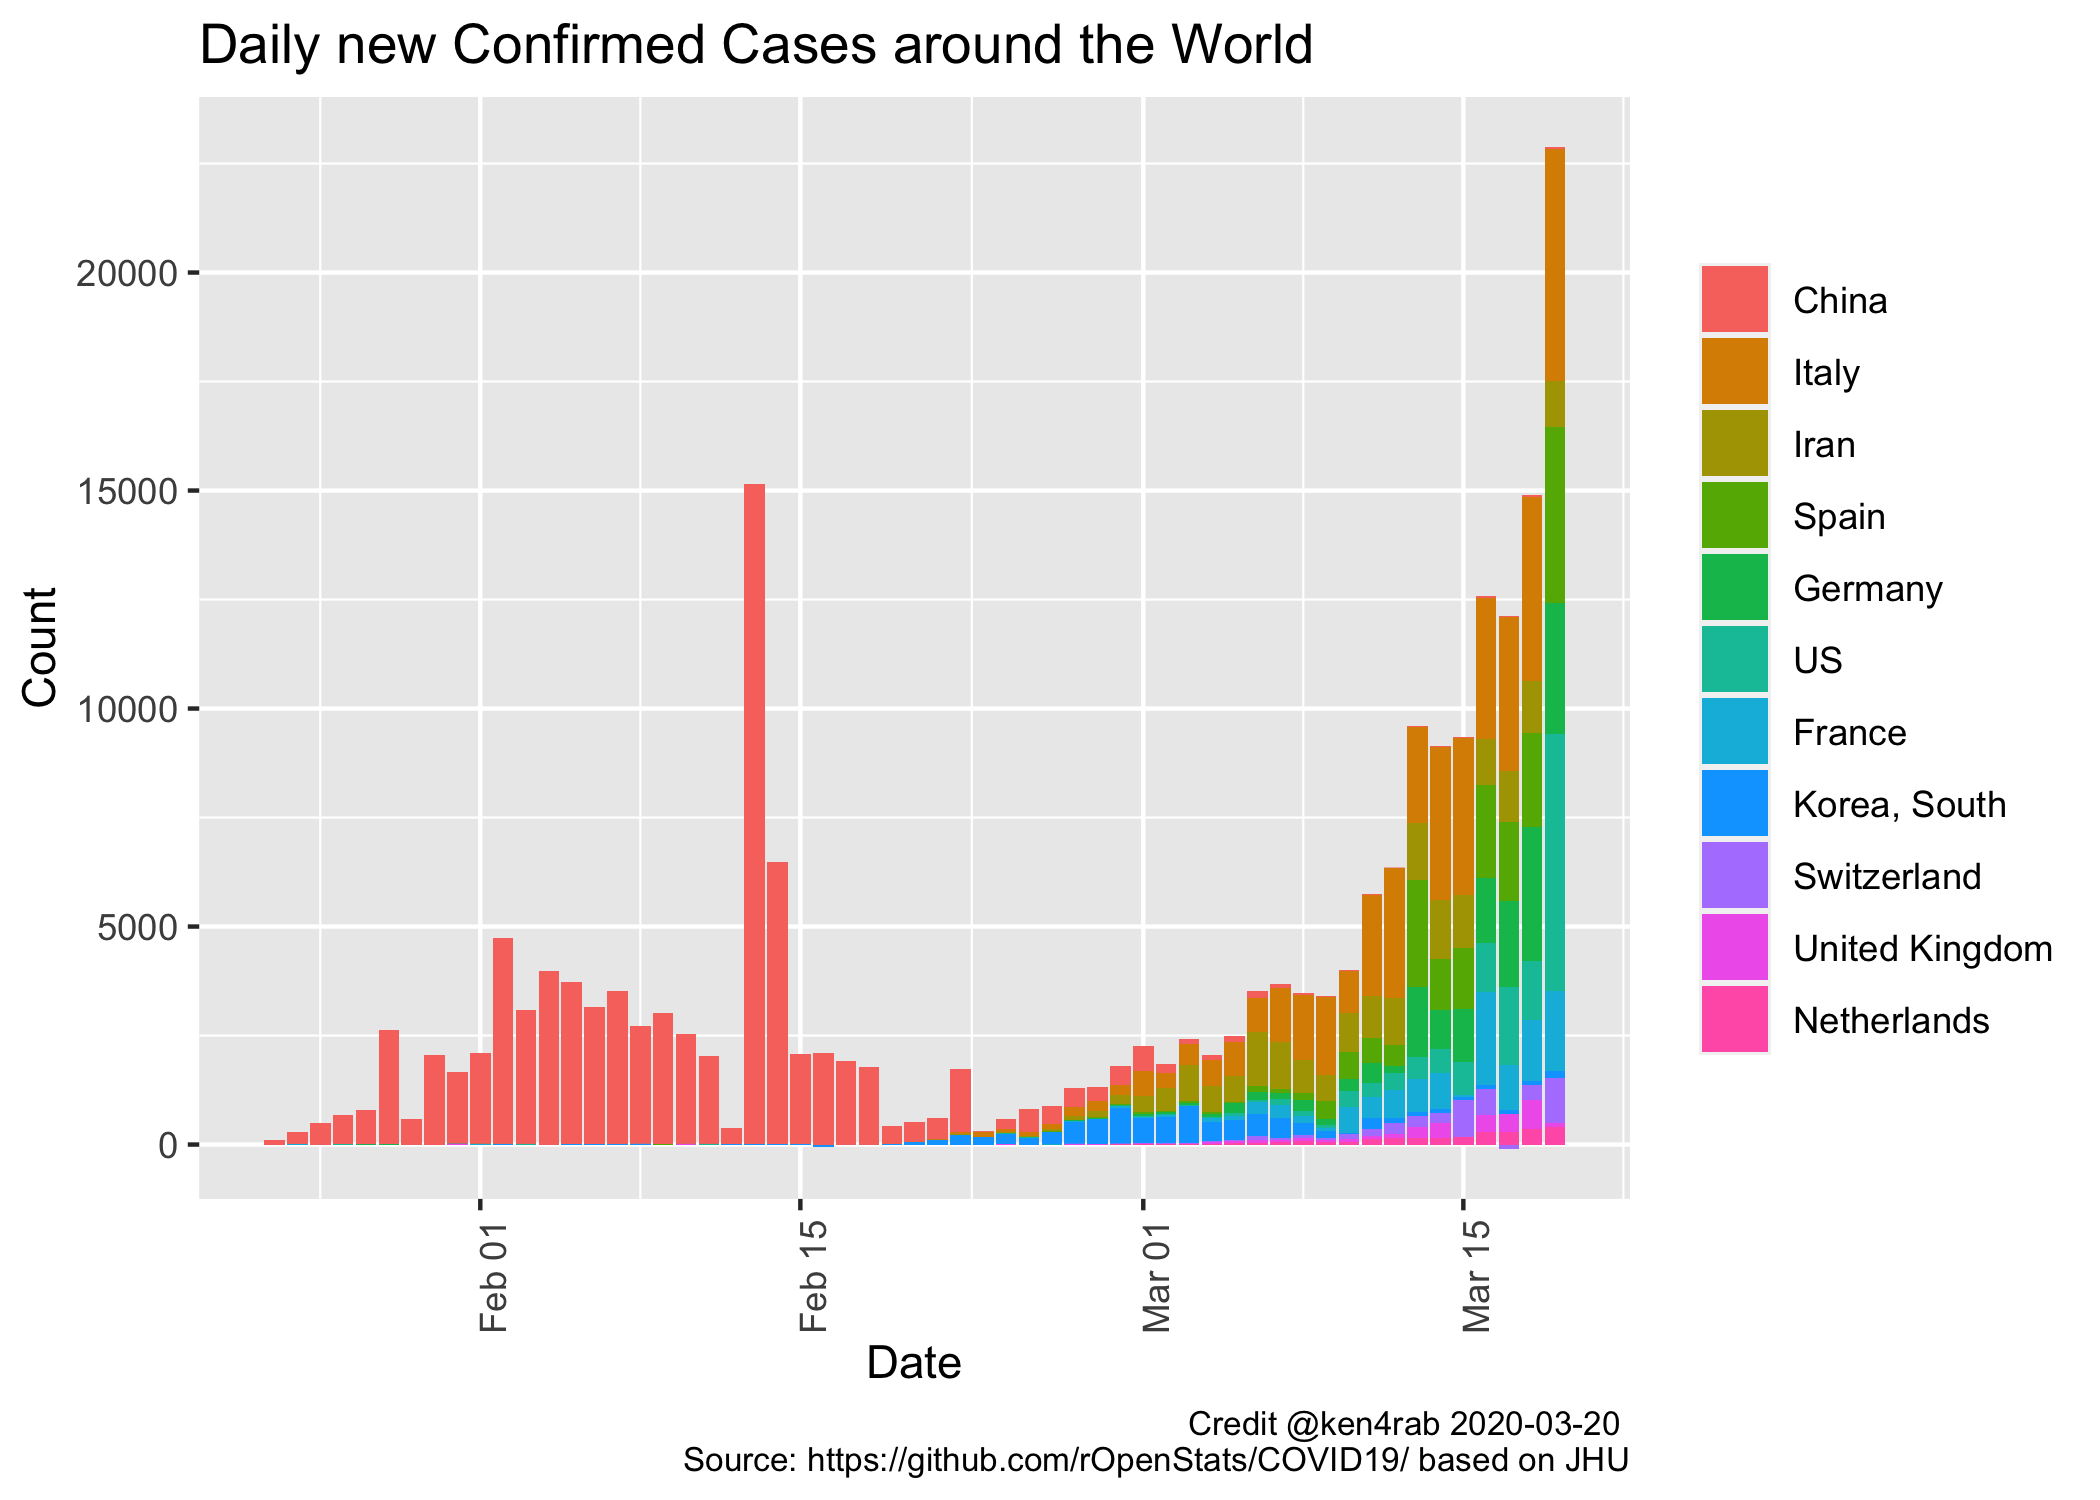 Daily new Confirmed Cases around the World
Count
20000
15000
10000
5000
0
Feb 01
Feb 15
Mar 01
Mar 15
Date
China
Italy
Iran
Spain
Germany
US
France
Korea, South
Switzerland
United Kingdom
Netherlands
Credit @ken4rab 2020-03-20
Source: https://github.com/rOpenStats/COVID19/ based on JHU